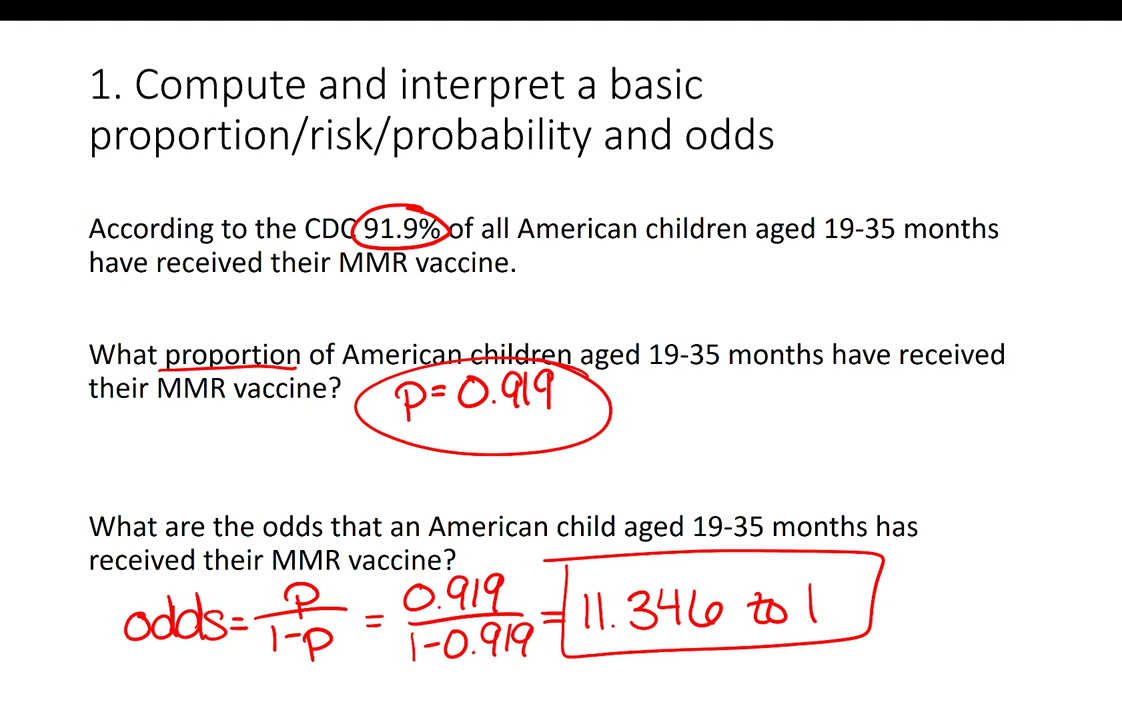 1. Compute and interpret a basic
proportion/risk/probability and odds
According to the CDC 91.9% of all American children aged 19-35 months
have received their MMR vaccine.
What proportion of American children aged 19-35 months have received
their MMR vaccine?
p=0.919
What are the odds that an American child aged 19-35 months has
received their MMR vaccine?
odds = p/1-p = 0.919/1-0.919 = 11.346 to 1